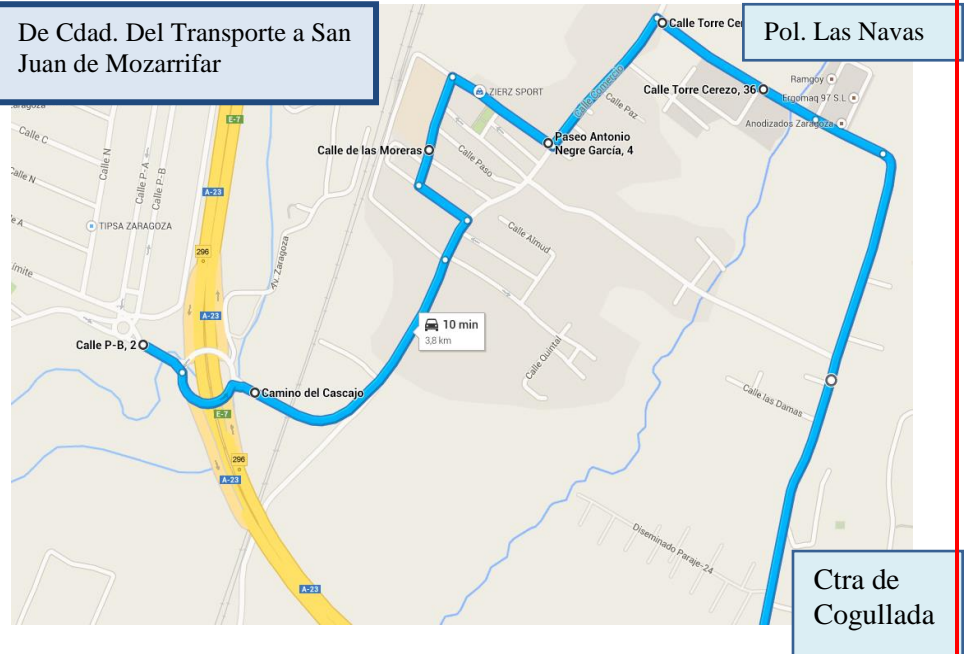 De Cdad. Del Transporte a San
Juan de Mozarrifar
Pol. Las Navas
Calle Torre Cer
Ramgoy
Calle Torre Cerezo, 36
Ergomaq 97 S.L
Anodizados Zaragoza
ZIERZ SPORT
Calle Comercio
Calle Paz
Paseo Antonio
Negre García, 4
Calle de las Moreras
Calle Paso
E-7
Calle C
Calle N
Calle P-A
Calle P-B
Calle N
A-23
TIPSA ZARAGOZA
Calle Almud
296
Av. Zaragoza
A-23
10 min
3,8 km
Calle P-B, 2
Calle Quintal
Camino del Cascajo
E-7
Calle las Damas
296
A-23
Diseminado Paraje-24
A-23
Ctra de
Cogullada